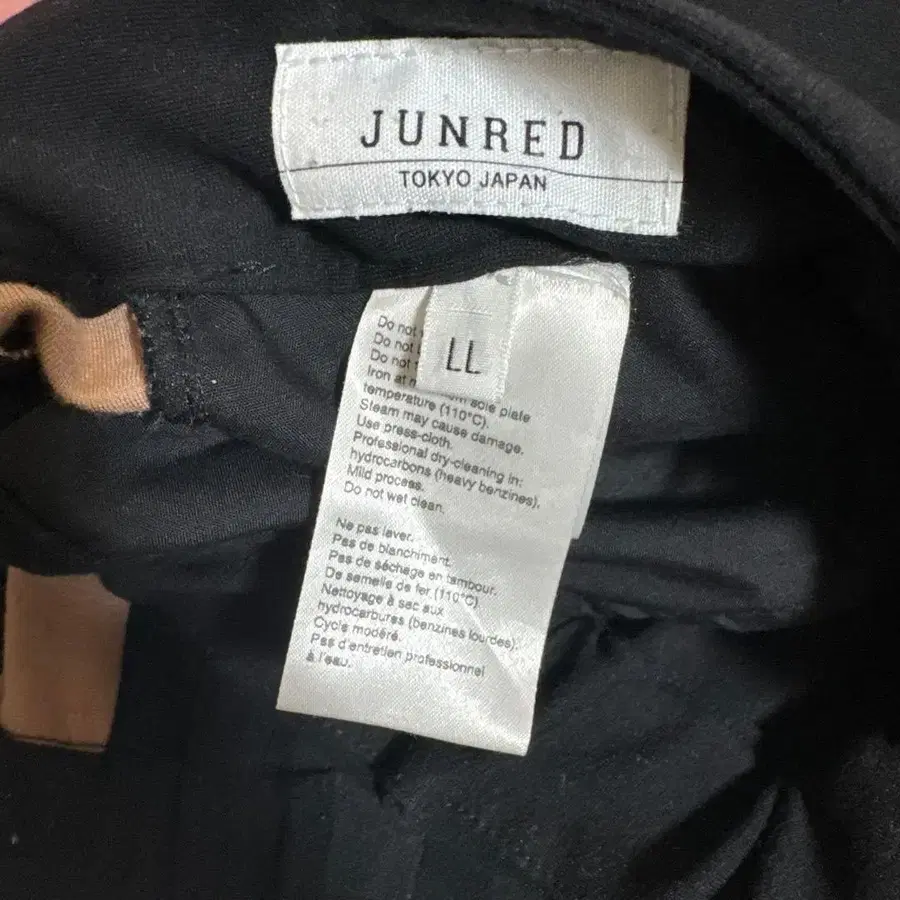 JUNRED
TOKYO JAPAN
LL
Do not
Do not
Do not
Iron at sole plate
temperature (110°C).
Steam may cause damage.
Use press-cloth.
Professional dry-cleaning in:
hydrocarbons (heavy benzines).
Mild process.
Do not wet clean.
Ne pas laver.
Pas de blanchiment.
Pas de séchage en tambour.
De semelle de fer (110°C)
Nettoyage à sec aux
hydrocarbures (benzines lourdes).
Cycle modéré.
Pas d'entretien professionnel
à l'eau.